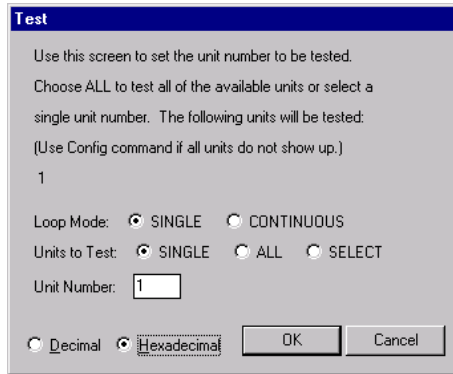 Test
Use this screen to set the unit number to be tested.
Choose ALL to test all of the available units or select a
single unit number. The following units will be tested:
(Use Config command if all units do not show up.)
1
Loop Mode: SINGLE CONTINUOUS
Units to Test: SINGLE ALL SELECT
Unit Number: 1
Decimal Hexadecimal OK Cancel